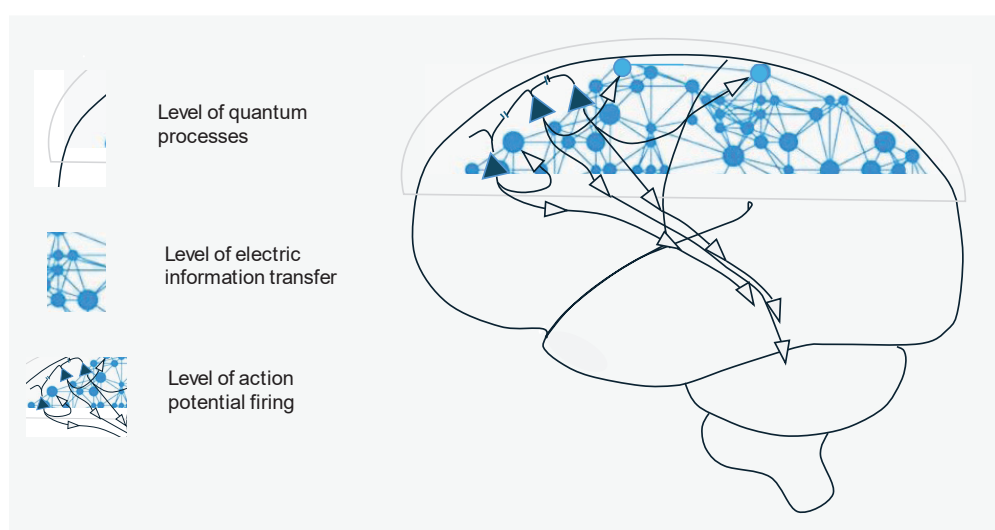 Level of quantum
processes
Level of electric
information transfer
Level of action
potential firing